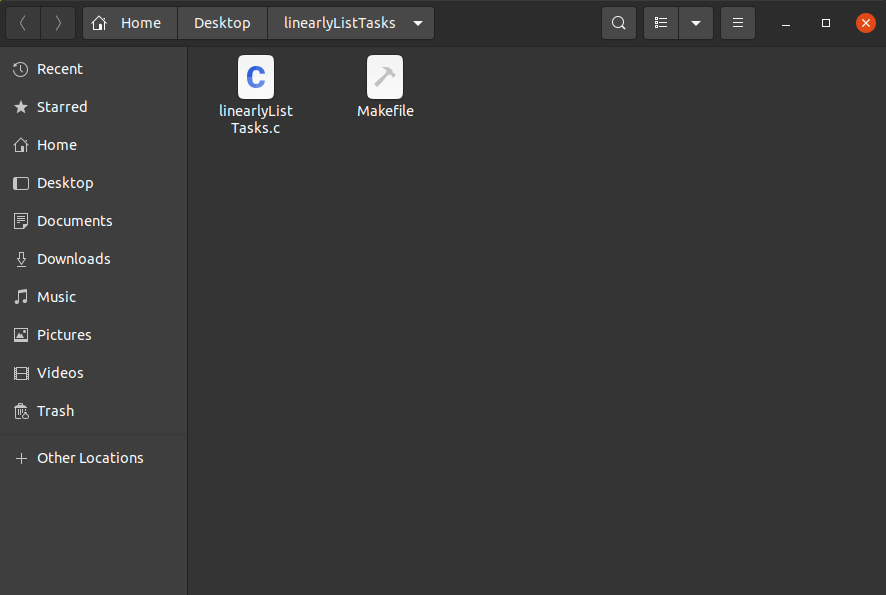 Home
Desktop
linearlyListTasks
Recent
Starred
Home
Desktop
Documents
Downloads
Music
Pictures
Videos
Trash
Other Locations
C
linearlyList
Tasks.c
Makefile